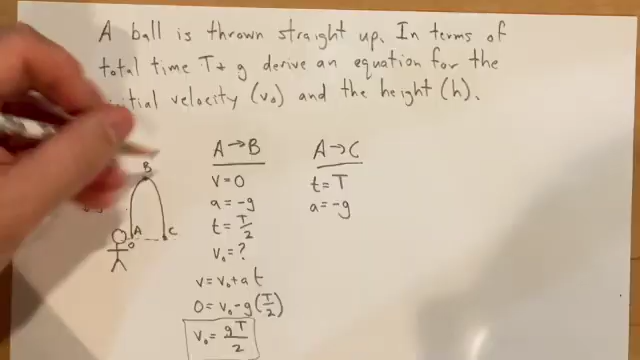 A ball is thrown straight up. In terms of
total time T + g derive an equation for the
velocity (v₀) and the height (h).
A→B
v=0
a=-g
t=T/2
v₀=?
v=v₀+at
0=v₀-g(T/2)
v₀=gT/2
A→C
t=T
a=-g
B
A
C
0